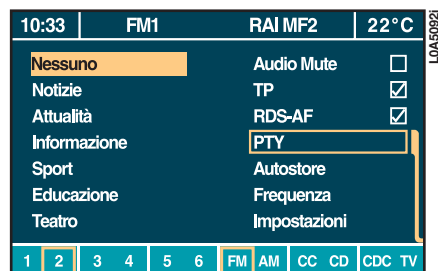 10:33 FM1 RAI MF2 22°C
Nessuno Audio Mute
Notizie TP
Attualità RDS-AF
Informazione PTY
Sport Autostore
Educazione Frequenza
Teatro Impostazioni
1 2 3 4 5 6 FM AM CC CD CDC TV
L0A5092i